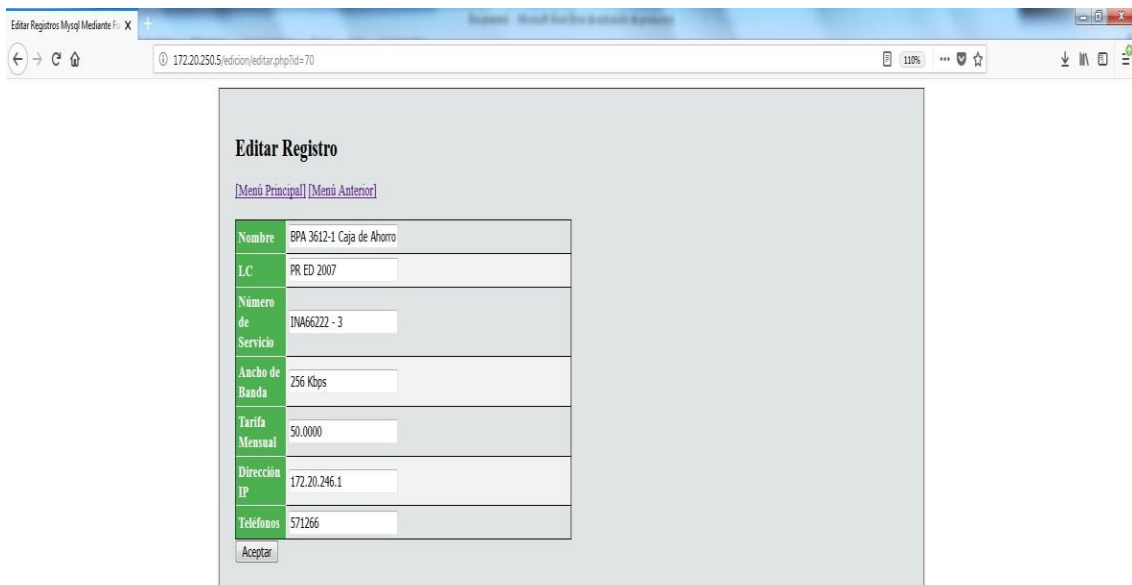 Editar Registros Mysql Mediante Fu X
172.20.250.5/edicion/editar.php?id=70
110%
Editar Registro
[Menú Principal] [Menú Anterior]
Nombre BPA 3612-1 Caja de Ahorro
LC PR ED 2007
Número
de
Servicio
INA66222 - 3
Ancho de
Banda
256 Kbps
Tarifa
Mensual
50.0000
Dirección
IP
172.20.246.1
Teléfonos 571266
Aceptar